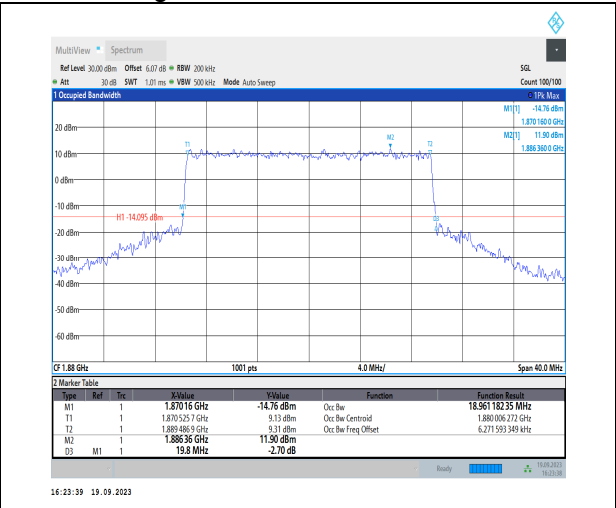 MultiView * Spectrum
Ref Level 30.00 dBm Offset 6.07 dB RBW 200 kHz SGL
Att 30 dB SWT 1.01 ms VBW 500 kHz Mode Auto Sweep Count 100/100
1 Occupied Bandwidth 1Pk Max
M1[1] -14.76 dBm
1.870 160 0 GHz
M2[1] 11.90 dBm
1.886 360 0 GHz
20 dBm
T1 M2 T2
10 dBm
0 dBm
-10 dBm
M1
H1 -14.095 dBm
D3
-20 dBm
-30 dBm
-40 dBm
-50 dBm
-60 dBm
CF 1.88 GHz 1001 pts 4.0 MHz/ Span 40.0 MHz
2 Marker Table
Type Ref Trc X-Value Y-Value Function Function Result
M1 1 1.87016 GHz -14.76 dBm Occ Bw 18.961 182 35 MHz
T1 1 1.870 525 7 GHz 9.13 dBm Occ Bw Centroid 1.880 006 272 GHz
T2 1 1.889 486 9 GHz 9.31 dBm Occ Bw Freq Offset 6.271 593 349 kHz
M2 1 1.88636 GHz 11.90 dBm
D3 M1 1 19.8 MHz -2.70 dB
Ready 19.09.2023
16:23:38
16:23:39 19.09.2023